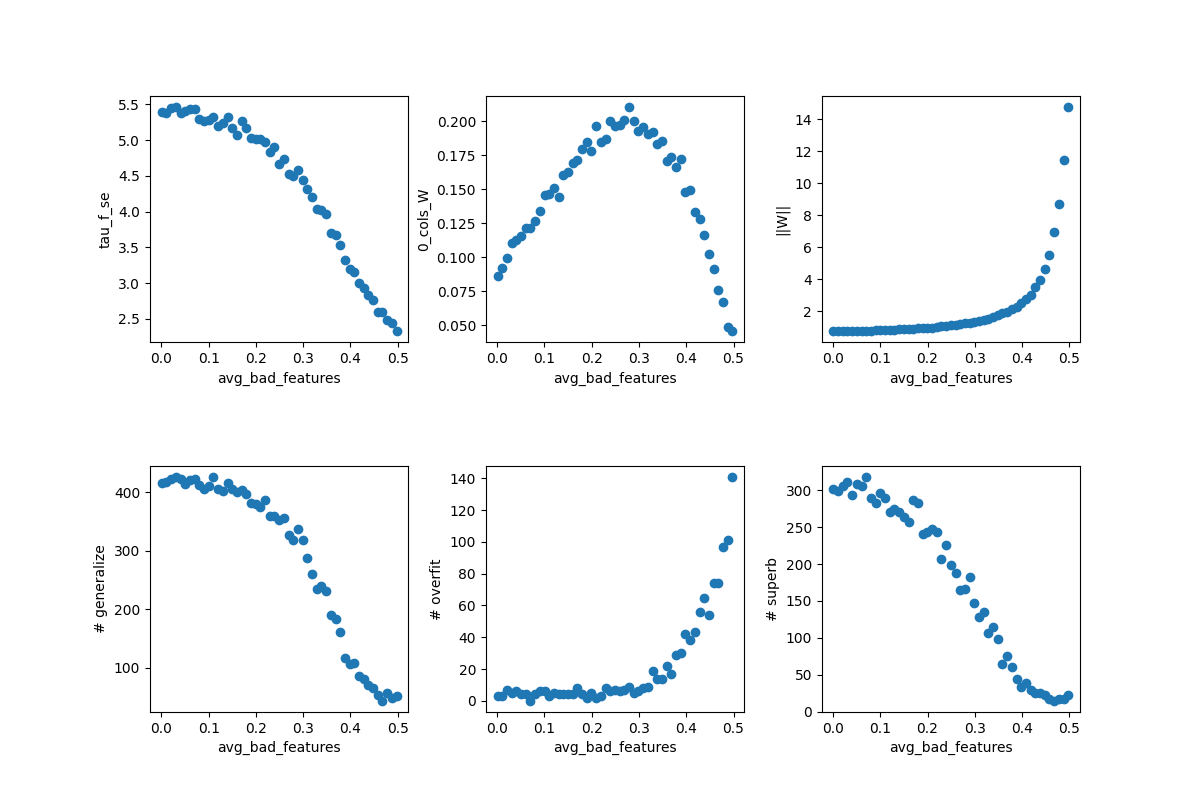 5.5
5.0
4.5
4.0
3.5
3.0
2.5
tau_f_se
0.0 0.1 0.2 0.3 0.4 0.5
avg_bad_features
0.200
0.175
0.150
0.125
0.100
0.075
0.050
0_cols_W
0.0 0.1 0.2 0.3 0.4 0.5
avg_bad_features
14
12
10
8
6
4
2
||W||
0.0 0.1 0.2 0.3 0.4 0.5
avg_bad_features
400
300
200
100
# generalize
0.0 0.1 0.2 0.3 0.4 0.5
avg_bad_features
140
120
100
80
60
40
20
0
# overfit
0.0 0.1 0.2 0.3 0.4 0.5
avg_bad_features
300
250
200
150
100
50
0
# superb
0.0 0.1 0.2 0.3 0.4 0.5
avg_bad_features